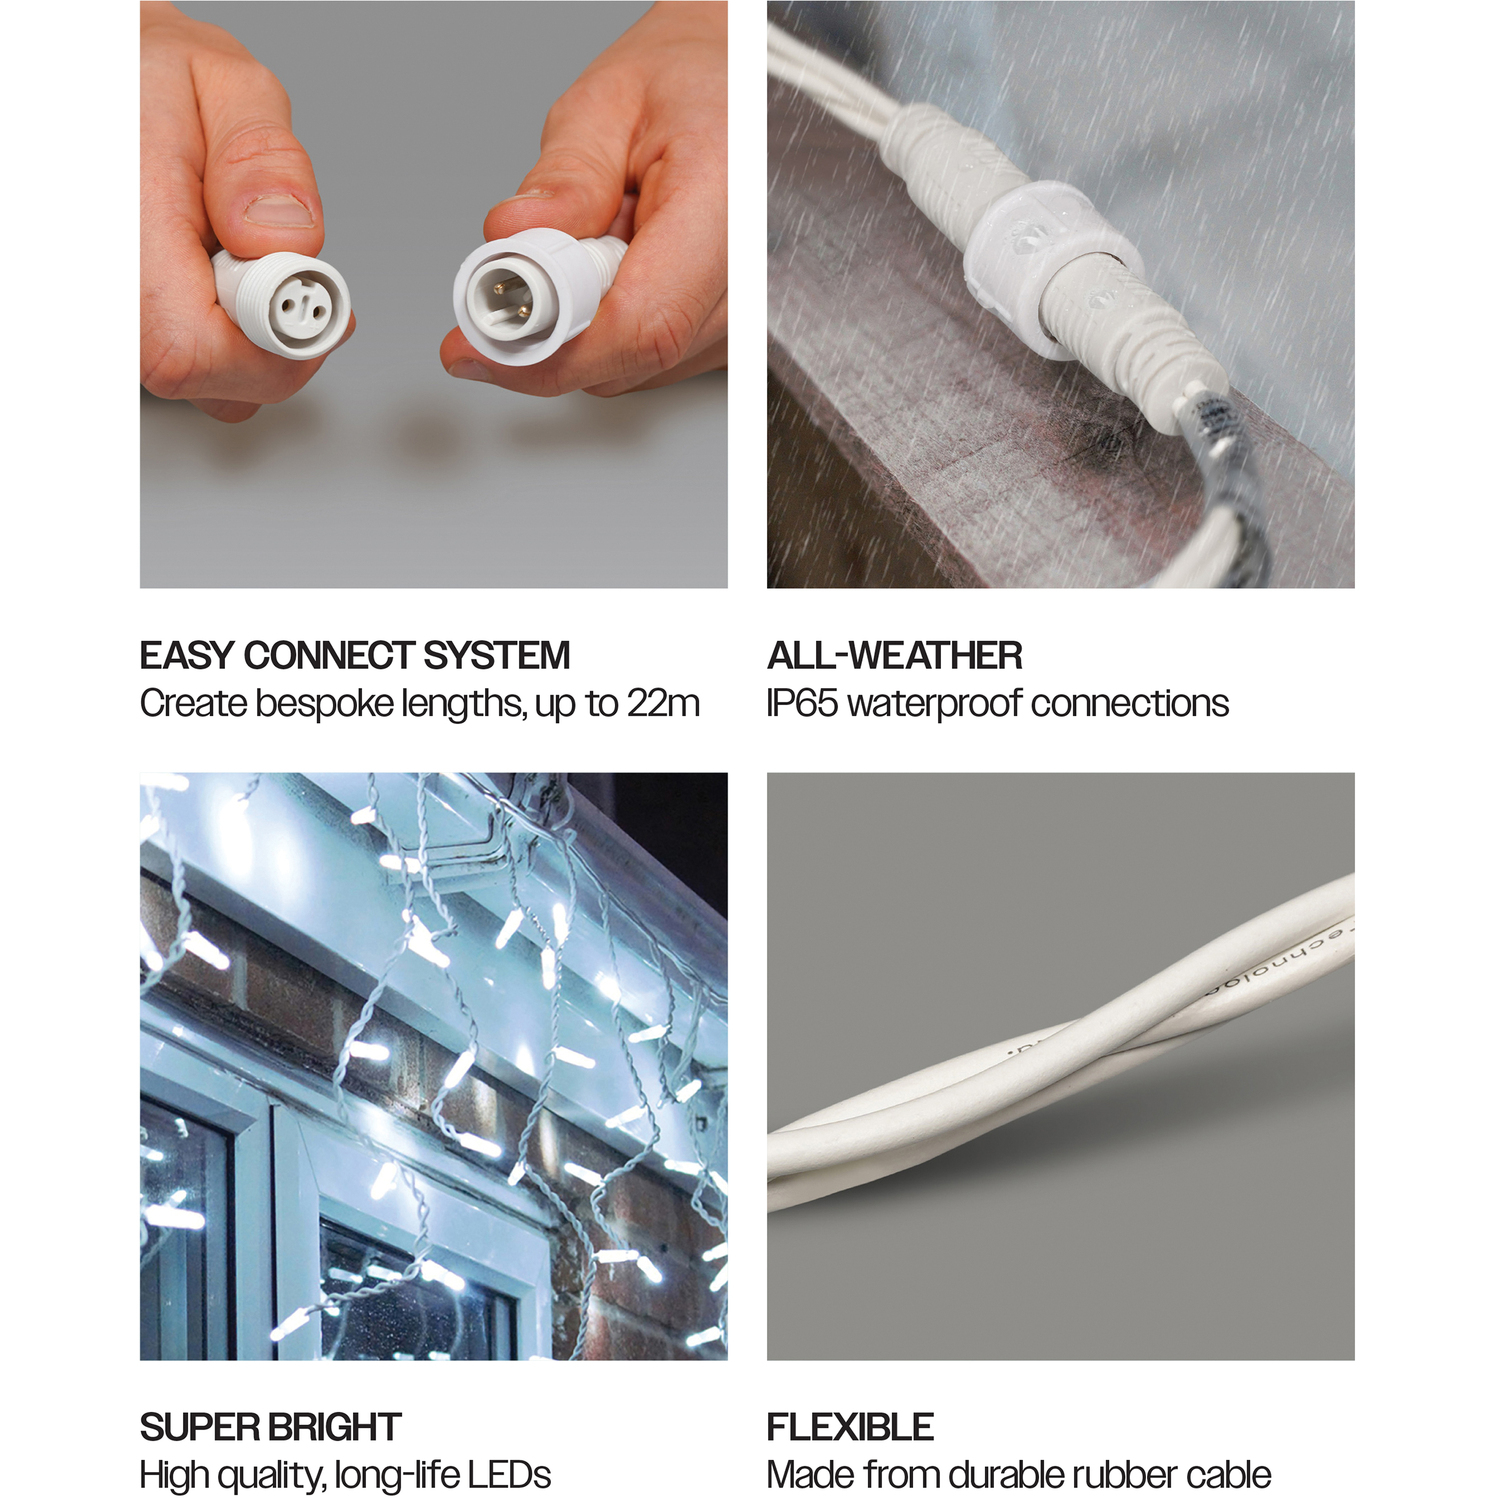 EASY CONNECT SYSTEM
Create bespoke lengths, up to 22m
ALL-WEATHER
IP65 waterproof connections
SUPER BRIGHT
High quality, long-life LEDs
FLEXIBLE
Made from durable rubber cable